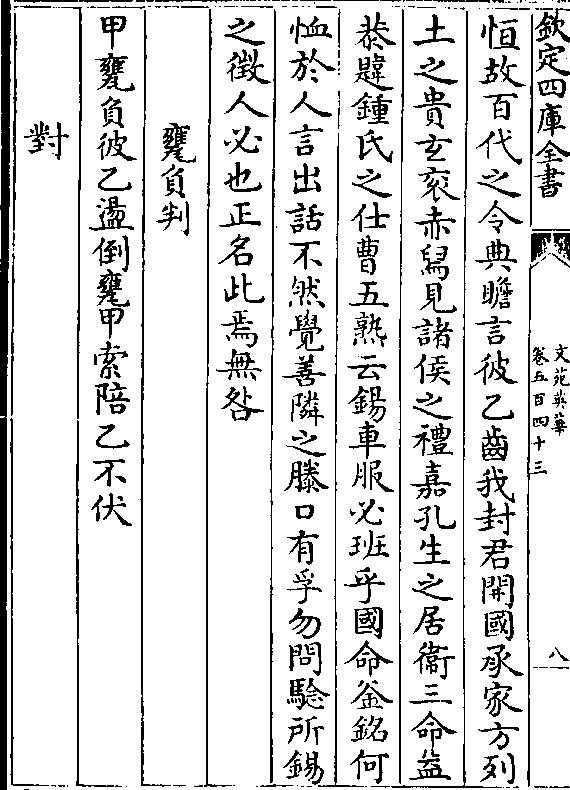 欽定四庫全書
文苑英華
卷五百四十三
八
恒故百代之令典瞻言彼乙齒我封君開國承家方列
土之貴玄衮赤舄見諸侯之禮嘉孔生之居衞三命益
㳟韙鍾氏之仕曹五熟云錫車服必班乎國命釡銘何
恤於人言出話不然覺善隣之滕口有孚勿問驗所錫
之徵人必也正名此焉無咎
甕負判
甲甕負彼乙盪倒甕甲索陪乙不伏
對